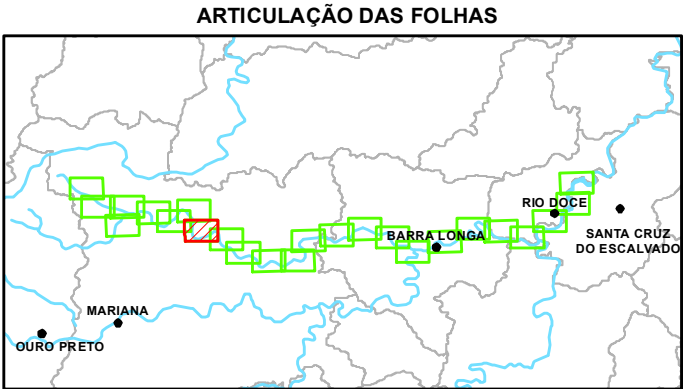 ARTICULAÇÃO DAS FOLHAS
RIO DOCE
BARRA LONGA
SANTA CRUZ
DO ESCALVADO
MARIANA
OURO PRETO